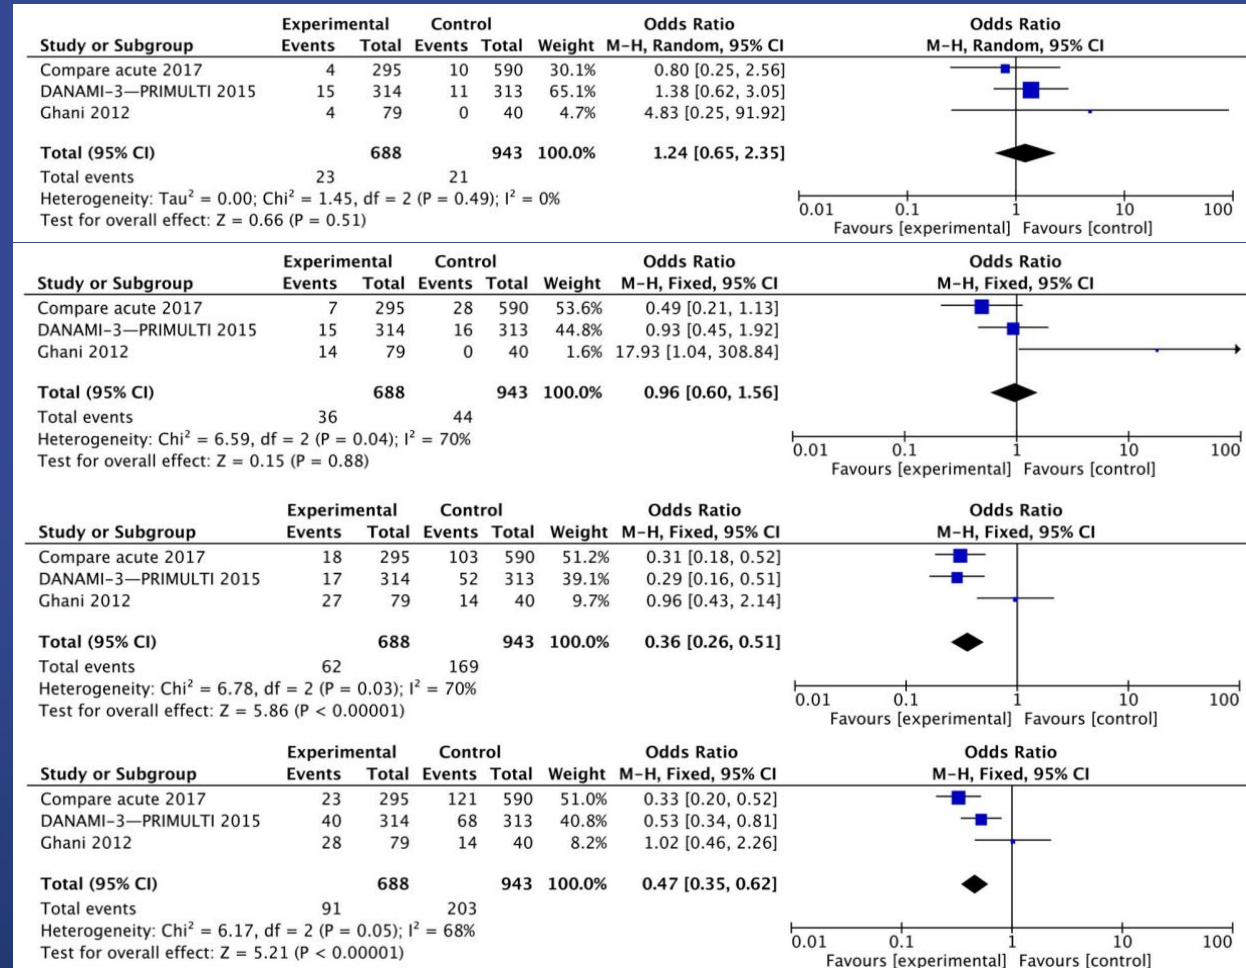 Experimental Control Odds Ratio Odds Ratio
Study or Subgroup Events Total Events Total Weight M-H, Random, 95% CI M-H, Random, 95% CI
Compare acute 2017 4 295 10 590 30.1% 0.80 [0.25, 2.56]
DANAMI-3—PRIMULTI 2015 15 314 11 313 65.1% 1.38 [0.62, 3.05]
Ghani 2012 4 79 0 40 4.7% 4.83 [0.25, 91.92]
Total (95% CI) 688 943 100.0% 1.24 [0.65, 2.35]
Total events 23 21
Heterogeneity: Tau² = 0.00; Chi² = 1.45, df = 2 (P = 0.49); I² = 0%
Test for overall effect: Z = 0.66 (P = 0.51)
0.01 0.1 1 10 100
Favours [experimental] Favours [control]
Experimental Control Odds Ratio Odds Ratio
Study or Subgroup Events Total Events Total Weight M-H, Fixed, 95% CI M-H, Fixed, 95% CI
Compare acute 2017 7 295 28 590 53.6% 0.49 [0.21, 1.13]
DANAMI-3—PRIMULTI 2015 15 314 16 313 44.8% 0.93 [0.45, 1.92]
Ghani 2012 14 79 0 40 1.6% 17.93 [1.04, 308.84]
Total (95% CI) 688 943 100.0% 0.96 [0.60, 1.56]
Total events 36 44
Heterogeneity: Chi² = 6.59, df = 2 (P = 0.04); I² = 70%
Test for overall effect: Z = 0.15 (P = 0.88)
0.01 0.1 1 10 100
Favours [experimental] Favours [control]
Experimental Control Odds Ratio Odds Ratio
Study or Subgroup Events Total Events Total Weight M-H, Fixed, 95% CI M-H, Fixed, 95% CI
Compare acute 2017 18 295 103 590 51.2% 0.31 [0.18, 0.52]
DANAMI-3—PRIMULTI 2015 17 314 52 313 39.1% 0.29 [0.16, 0.51]
Ghani 2012 27 79 14 40 9.7% 0.96 [0.43, 2.14]
Total (95% CI) 688 943 100.0% 0.36 [0.26, 0.51]
Total events 62 169
Heterogeneity: Chi² = 6.78, df = 2 (P = 0.03); I² = 70%
Test for overall effect: Z = 5.86 (P < 0.00001)
0.01 0.1 1 10 100
Favours [experimental] Favours [control]
Experimental Control Odds Ratio Odds Ratio
Study or Subgroup Events Total Events Total Weight M-H, Fixed, 95% CI M-H, Fixed, 95% CI
Compare acute 2017 23 295 121 590 51.0% 0.33 [0.20, 0.52]
DANAMI-3—PRIMULTI 2015 40 314 68 313 40.8% 0.53 [0.34, 0.81]
Ghani 2012 28 79 14 40 8.2% 1.02 [0.46, 2.26]
Total (95% CI) 688 943 100.0% 0.47 [0.35, 0.62]
Total events 91 203
Heterogeneity: Chi² = 6.17, df = 2 (P = 0.05); I² = 68%
Test for overall effect: Z = 5.21 (P < 0.00001)
0.01 0.1 1 10 100
Favours [experimental] Favours [control]